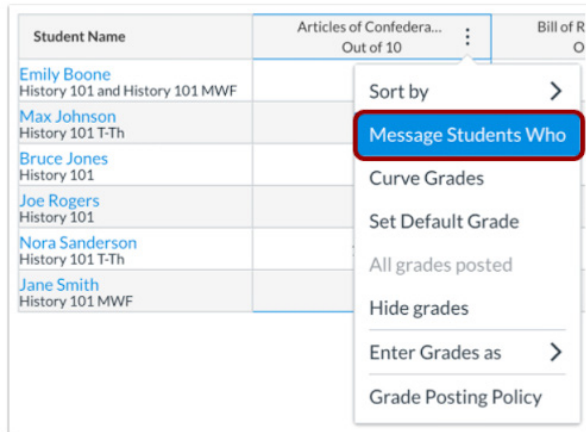 Student Name
Articles of Confedera...
Out of 10
Bill of R
O
Emily Boone
History 101 and History 101 MWF
Max Johnson
History 101 T-Th
Bruce Jones
History 101
Joe Rogers
History 101
Nora Sanderson
History 101 T-Th
Jane Smith
History 101 MWF
Sort by
Message Students Who
Curve Grades
Set Default Grade
All grades posted
Hide grades
Enter Grades as
Grade Posting Policy